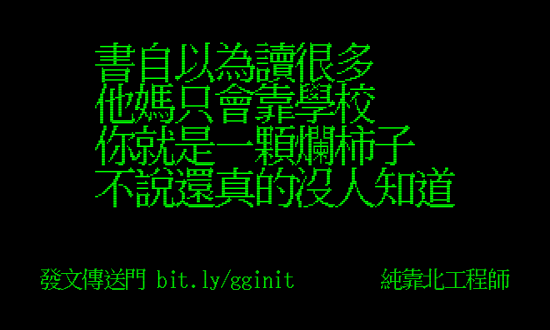 書自以為讀很多
他媽只會靠學校
你就是一顆爛柿子
不說還真的沒人知道
發文傳送門 bit.ly/gginit
純靠北工程師